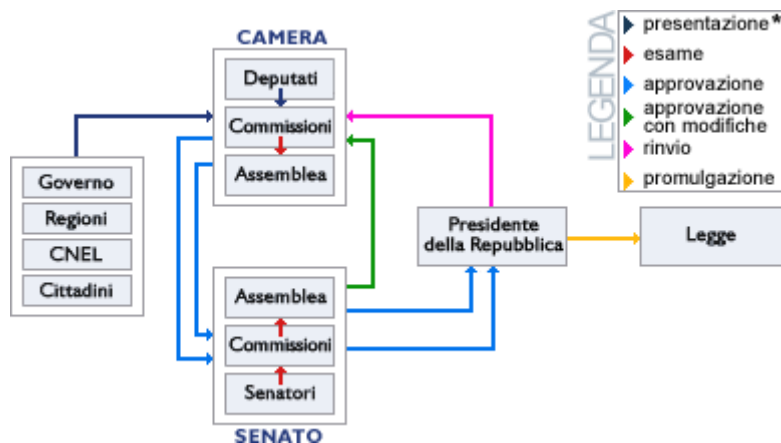 CAMERA
Deputati
Commissioni
Assemblea
Governo
Regioni
CNEL
Cittadini
Assemblea
Commissioni
Senatori
SENATO
Presidente
della Repubblica
Legge
LEGENDA
presentazione*
esame
approvazione
approvazione
con modifiche
rinvio
promulgazione